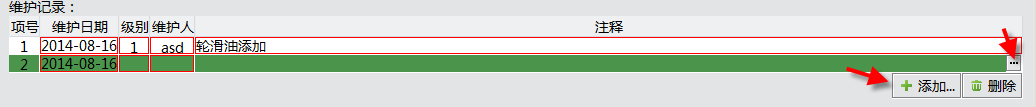 维护记录：
项号 维护日期 级别 维护人 注释
1 2014-08-16 1 asd 轮滑油添加
2 2014-08-16 ...
添加... 删除